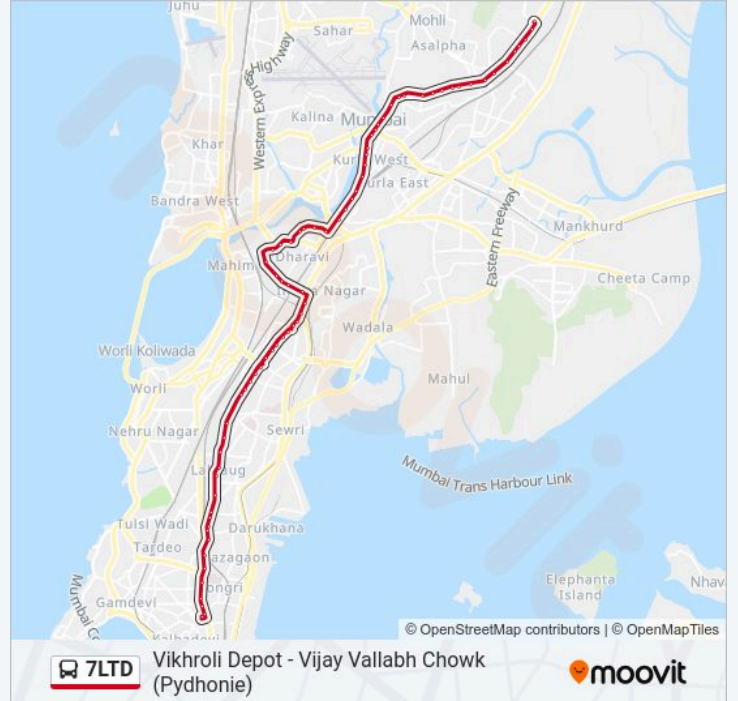 Juhu
Mohli
Sahar
Asalpha
Western Express Highway
Kalina
Mumbai
Khar
Kurla West
Kurla East
Bandra West
Eastern Freeway
Mankhurd
Dharavi
Mahim
Cheeta Camp
Nagar
Wadala
Worli Koliwada
Worli
Mahul
Nehru Nagar
Sewri
Lalbaug
Mumbai Trans Harbour Link
Tulsi Wadi
Darukhana
Tardeo
Mazagaon
Elephanta
Island
Nhav
Dongri
Gamdevi
Mumbai Co
Kalbadevi
© OpenStreetMap contributors | © OpenMapTiles
7LTD
Vikhroli Depot - Vijay Vallabh Chowk
(Pydhonie)
moovit